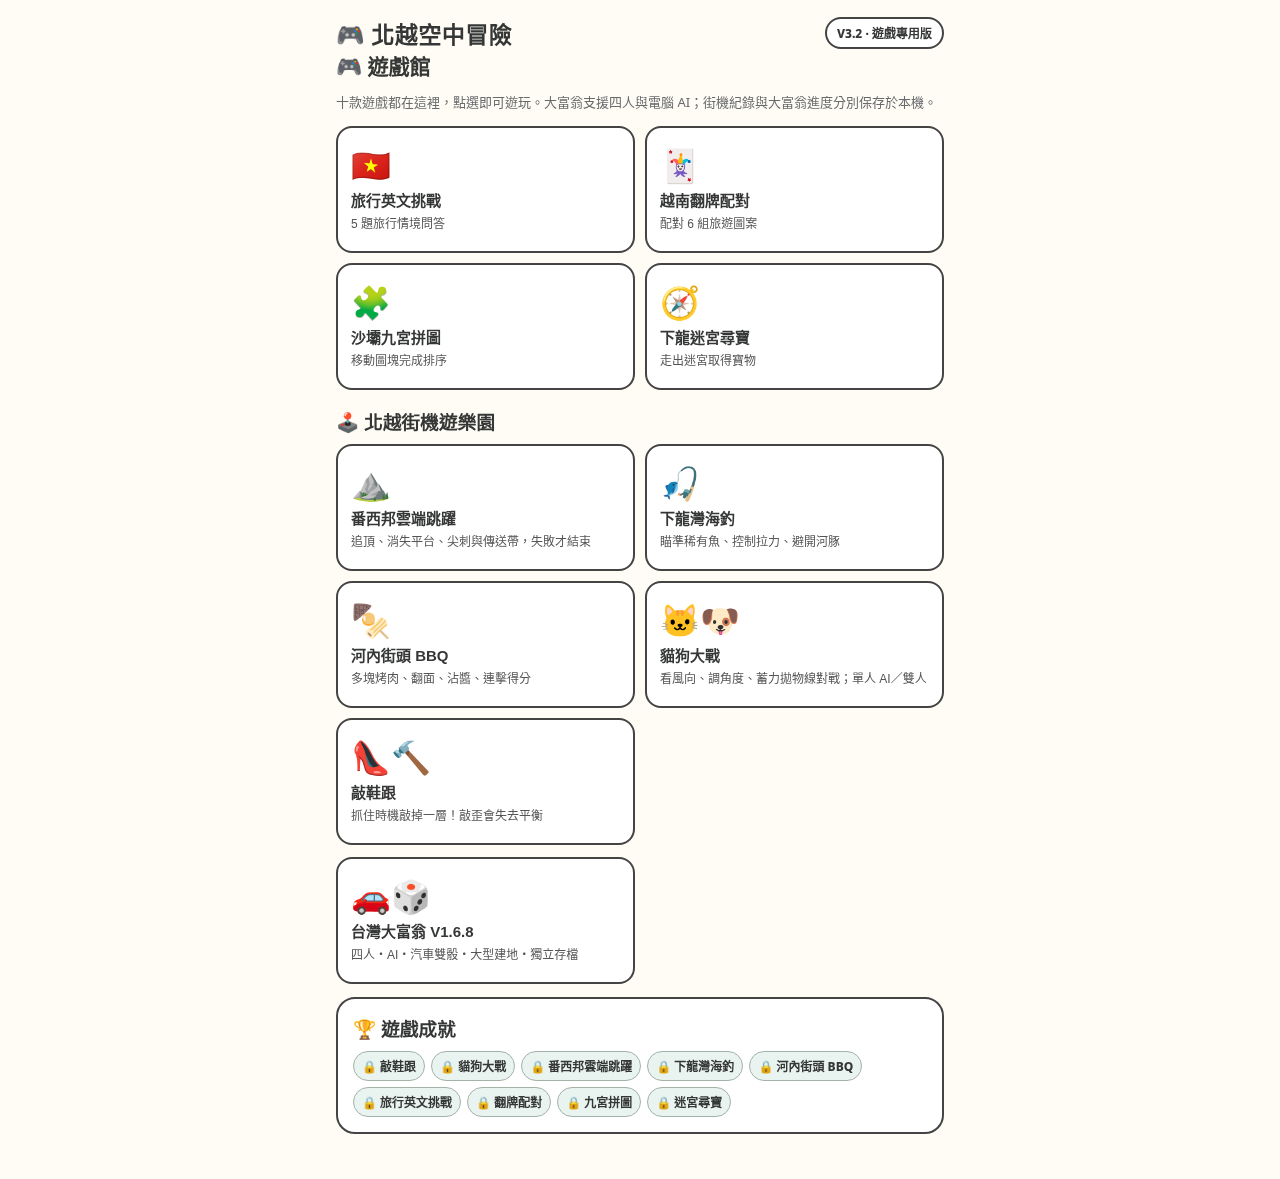 🎮 北越空中冒險
V3.2 · 遊戲專用版
🎮 遊戲館
十款遊戲都在這裡，點選即可遊玩。大富翁支援四人與電腦 AI；街機紀錄與大富翁進度分別保存於本機。
旅行英文挑戰
5 題旅行情境問答
越南翻牌配對
配對 6 組旅遊圖案
沙壩九宮拼圖
移動圖塊完成排序
下龍迷宮尋寶
走出迷宮取得寶物
🕹️ 北越街機遊樂園
番西邦雲端跳躍
追頂、消失平台、尖刺與傳送帶，失敗才結束
下龍灣海釣
瞄準稀有魚、控制拉力、避開河豚
河內街頭 BBQ
多塊烤肉、翻面、沾醬、連擊得分
貓狗大戰
看風向、調角度、蓄力拋物線對戰；單人 AI／雙人
敲鞋跟
抓住時機敲掉一層！敲歪會失去平衡
台灣大富翁 V1.6.8
四人・AI・汽車雙骰・大型建地・獨立存檔
🏆 遊戲成就
🔒 敲鞋跟
🔒 貓狗大戰
🔒 番西邦雲端跳躍
🔒 下龍灣海釣
🔒 河內街頭 BBQ
🔒 旅行英文挑戰
🔒 翻牌配對
🔒 九宮拼圖
🔒 迷宮尋寶